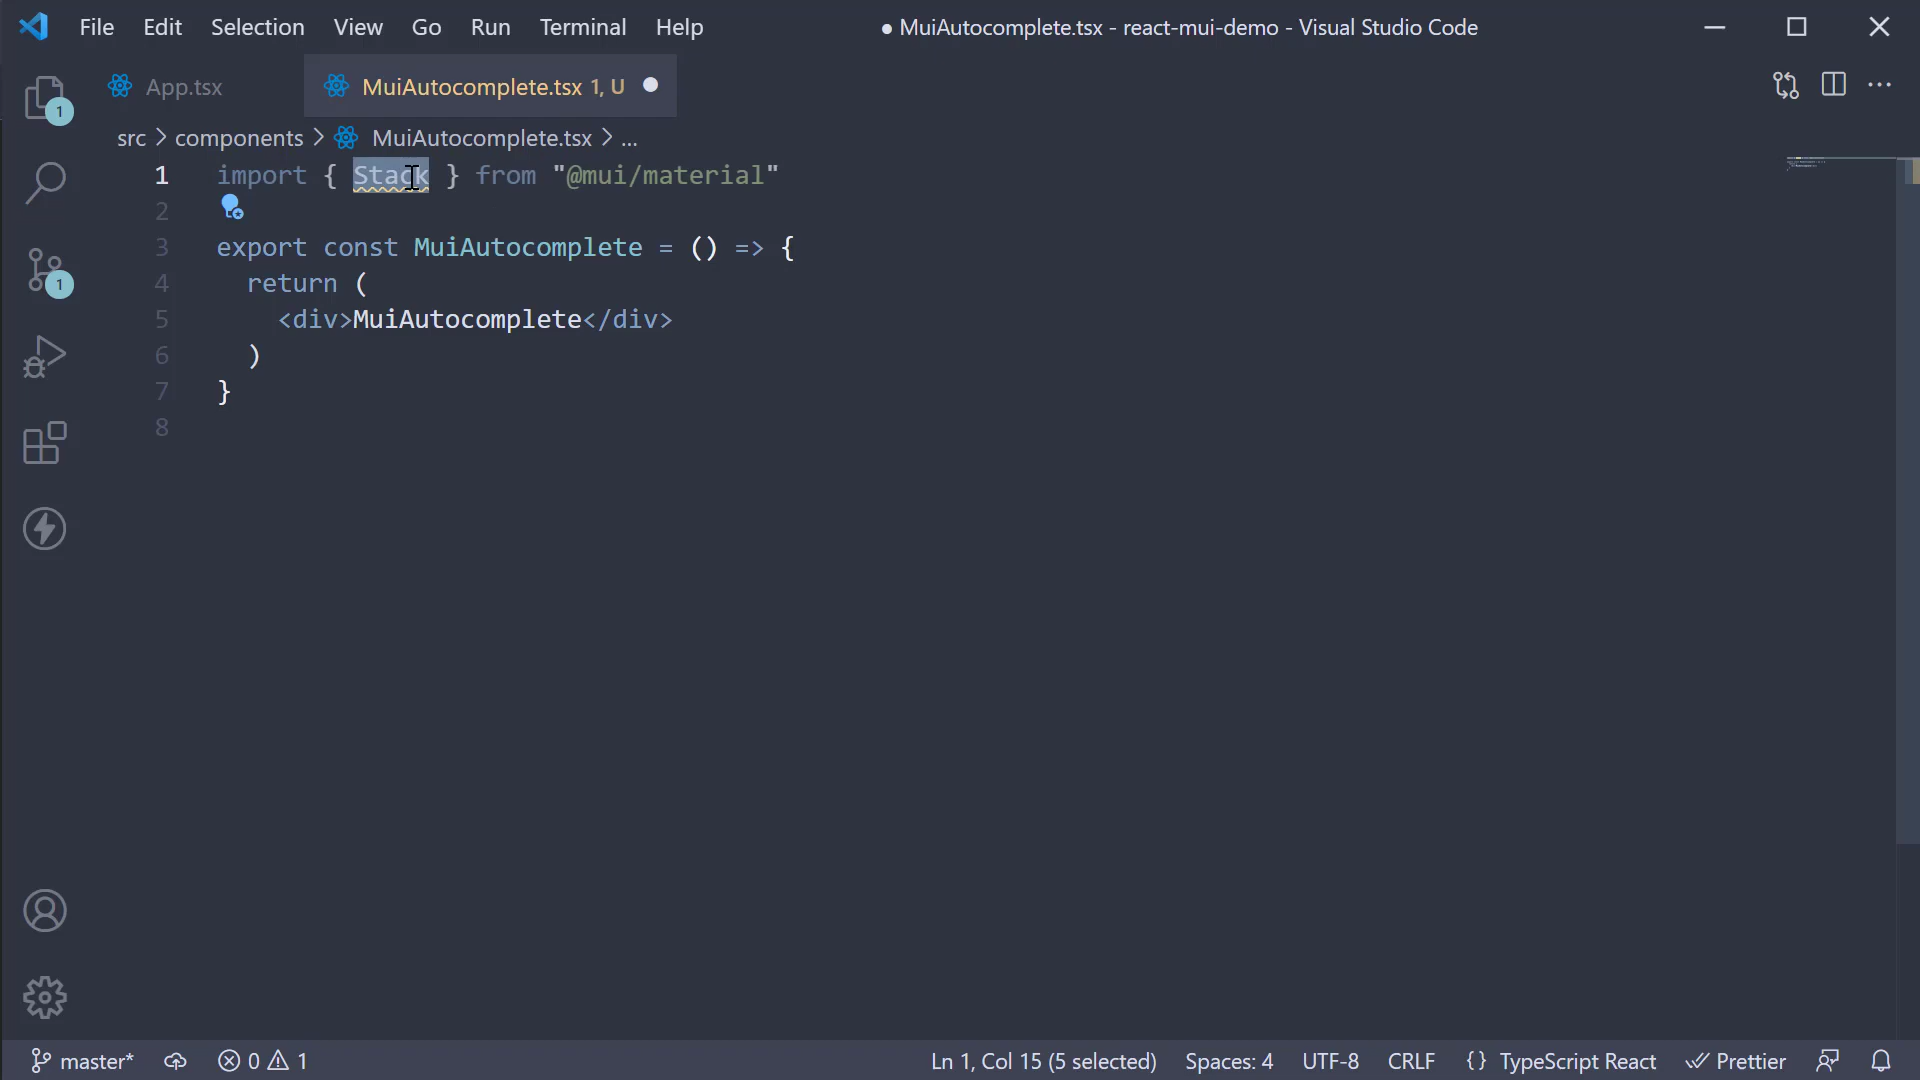 File Edit Selection View Go Run Terminal Help
● MuiAutocomplete.tsx - react-mui-demo - Visual Studio Code
App.tsx
MuiAutocomplete.tsx 1, U
src > components > MuiAutocomplete.tsx > ...
1 import { Stack } from "@mui/material"
2
3 export const MuiAutocomplete = () => {
4 return (
5 <div>MuiAutocomplete</div>
6 )
7 }
8
1
1
master* 0 1
Ln 1, Col 15 (5 selected) Spaces: 4 UTF-8 CRLF {} TypeScript React Prettier